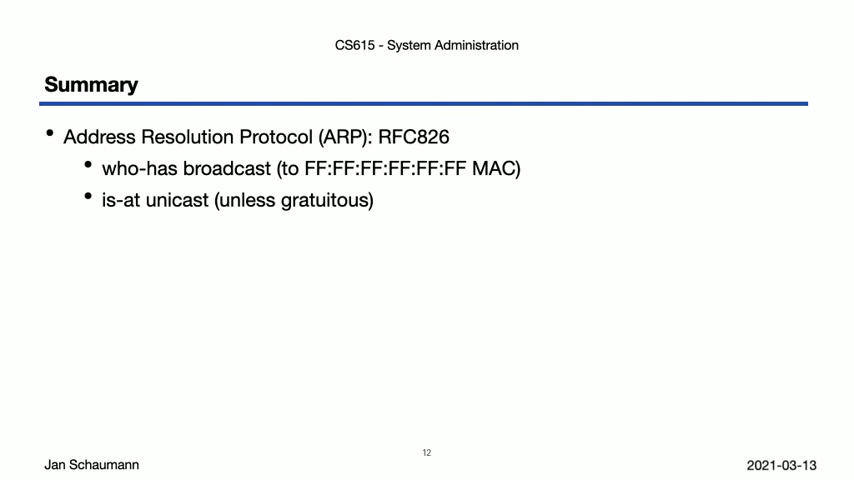 CS615 - System Administration
Summary
• Address Resolution Protocol (ARP): RFC826
• who-has broadcast (to FF:FF:FF:FF:FF:FF MAC)
• is-at unicast (unless gratuitous)
12
Jan Schaumann
2021-03-13